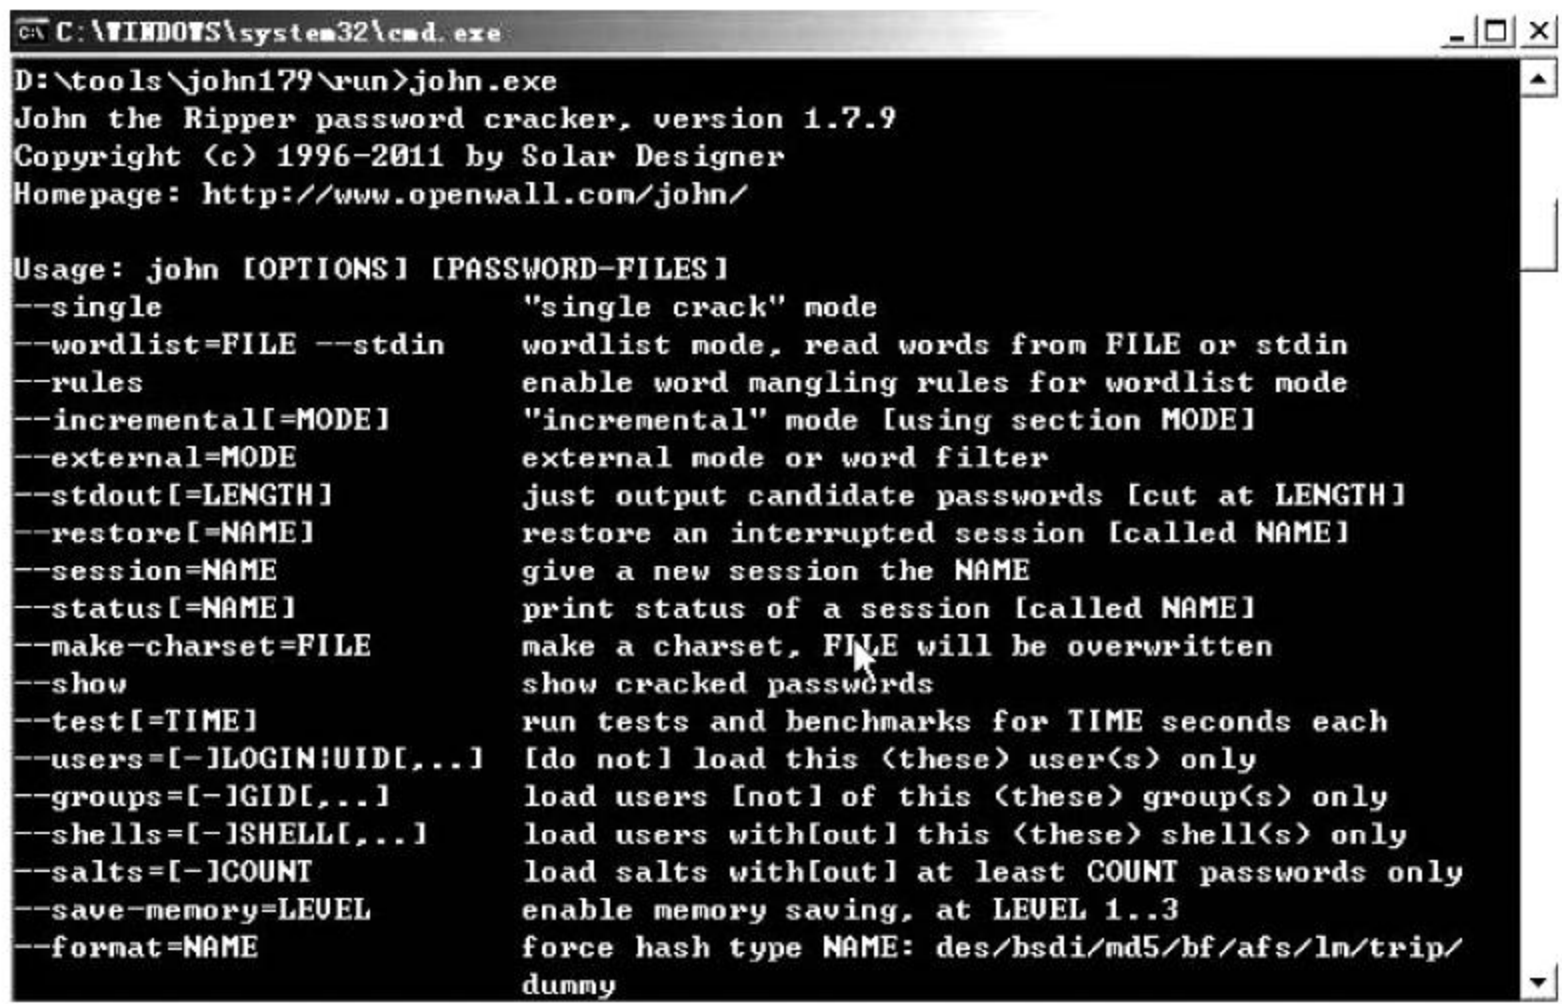 C:\WINDOWS\system32\cmd.exe
D:\tools\john179\run>john.exe
John the Ripper password cracker, version 1.7.9
Copyright (c) 1996-2011 by Solar Designer
Homepage: http://www.openwall.com/john/
Usage: john [OPTIONS] [PASSWORD-FILES]
--single "single crack" mode
--wordlist=FILE --stdin wordlist mode, read words from FILE or stdin
--rules enable word mangling rules for wordlist mode
--incremental[=MODE] "incremental" mode [using section MODE]
--external=MODE external mode or word filter
--stdout[=LENGTH] just output candidate passwords [cut at LENGTH]
--restore[=NAME] restore an interrupted session [called NAME]
--session=NAME give a new session the NAME
--status[=NAME] print status of a session [called NAME]
--make-charset=FILE make a charset, FILE will be overwritten
--show show cracked passwords
--test[=TIME] run tests and benchmarks for TIME seconds each
--users=[-]LOGIN|UID[,...] [do not] load this (these) user(s) only
--groups=[-]GID[,...] load users [not] of this (these) group(s) only
--shells=[-]SHELL[,...] load users with[out] this (these) shell(s) only
--salts=[-]COUNT load salts with[out] at least COUNT passwords only
--save-memory=LEVEL enable memory saving, at LEVEL 1..3
--format=NAME force hash type NAME: des/bsdi/md5/bf/afs/lm/trip/
dummy